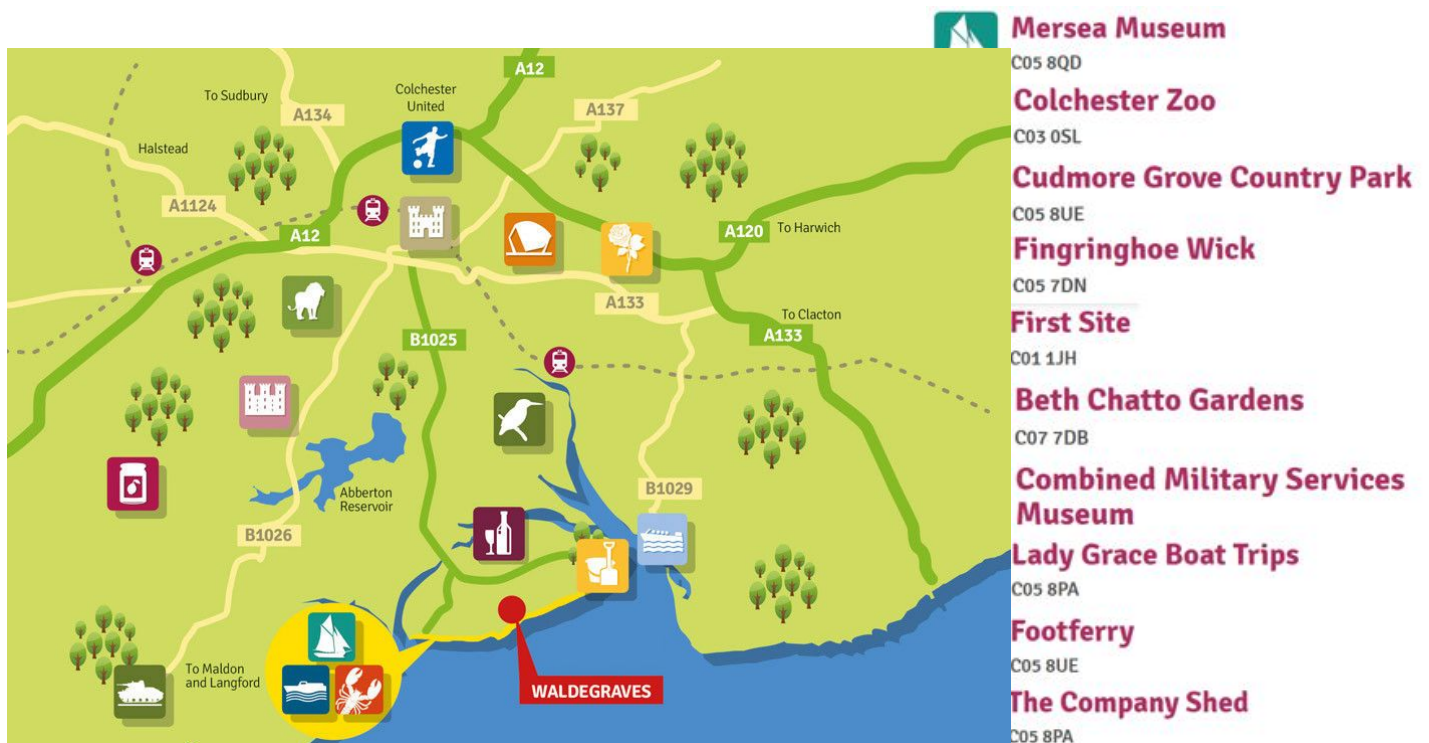 A12
To Sudbury
Colchester
United
A134
A137
Halstead
A1124
A12
A120
To Harwich
A133
To Clacton
B1025
A133
Abberton
Reservoir
B1029
B1026
To Maldon
and Langford
WALDEGRAVES
Mersea Museum
C05 8QD
Colchester Zoo
C03 0SL
Cudmore Grove Country Park
C05 8UE
Fingringhoe Wick
C05 7DN
First Site
C01 1JH
Beth Chatto Gardens
C07 7DB
Combined Military Services
Museum
Lady Grace Boat Trips
C05 8PA
Footferry
C05 8UE
The Company Shed
C05 8PA